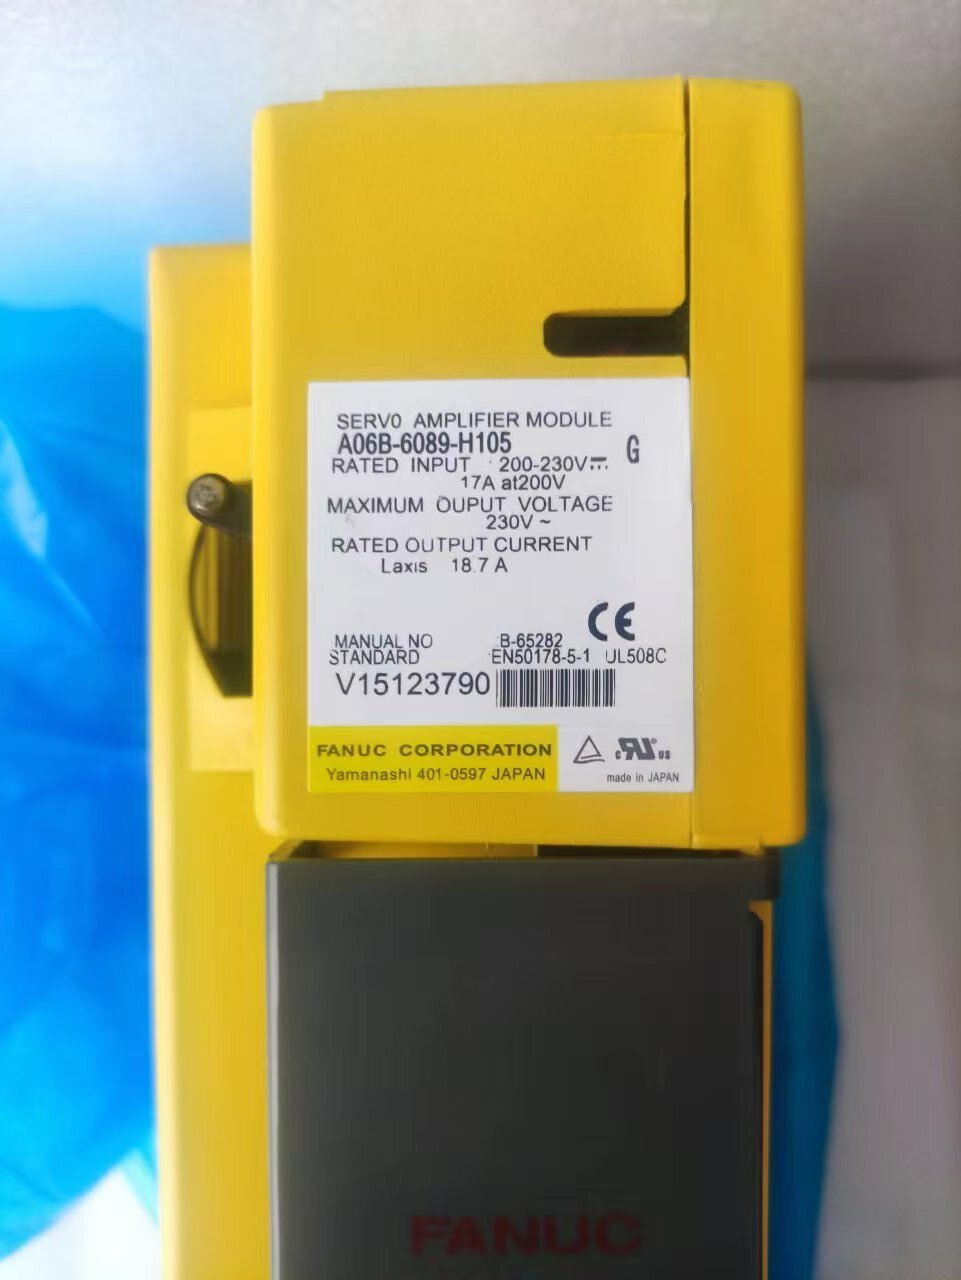 SERVO AMPLIFIER MODULE
A06B-6089-H105 G
RATED INPUT 200-230V
17A at200V
MAXIMUM OUPUT VOLTAGE
230V ~
RATED OUTPUT CURRENT
Laxis 18.7 A
CE
MANUAL NO B-65282
STANDARD EN50178-5-1 UL508C
V15123790
FANUC CORPORATION
Yamanashi 401-0597 JAPAN
c RU® US
made in JAPAN
FANUC